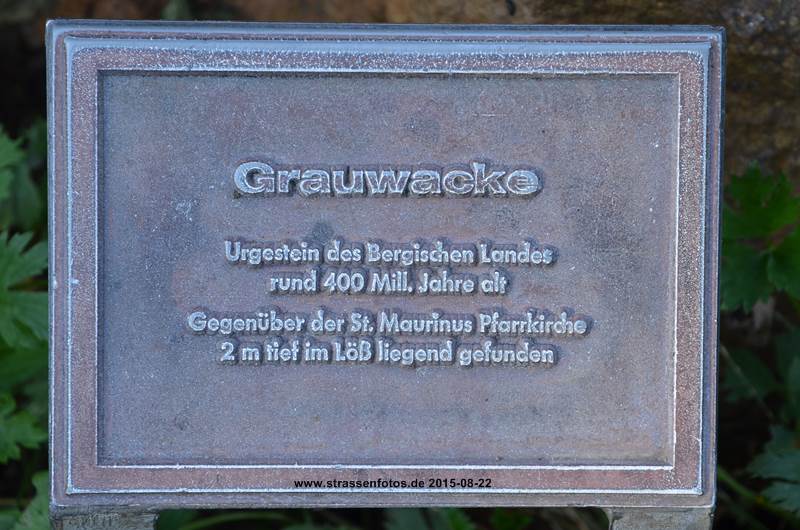 Grauwacke
Urgestein des Bergischen Landes
rund 400 Mill. Jahre alt
Gegenüber der St. Maurinus Pfarrkirche
2 m tief im Löß liegend gefunden
www.strassenfotos.de 2015-08-22